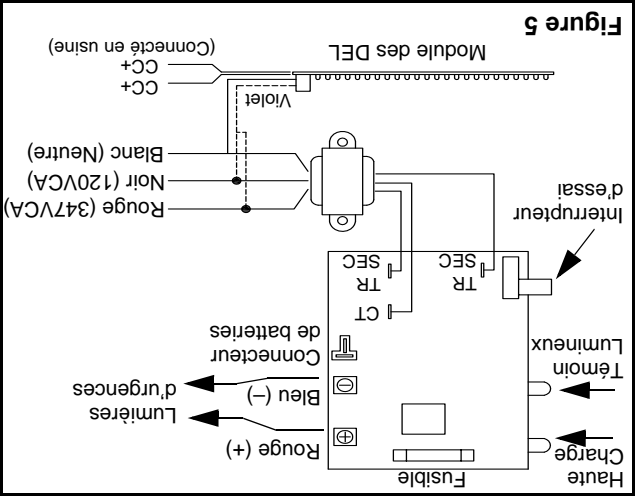 Fusible
Haute
Charge
Rouge (+)
Lumières
d'urgences
Bleu (–)
Témoin
Lumineux
Connecteur
de batteries
CT
TR
SEC
TR
SEC
Interrupteur
d'essai
Rouge (347VCA)
Noir (120VCA)
Blanc (Neutre)
Violet
CC+
CC+
(Connecté en usine)
Module des DEL
Figure 5